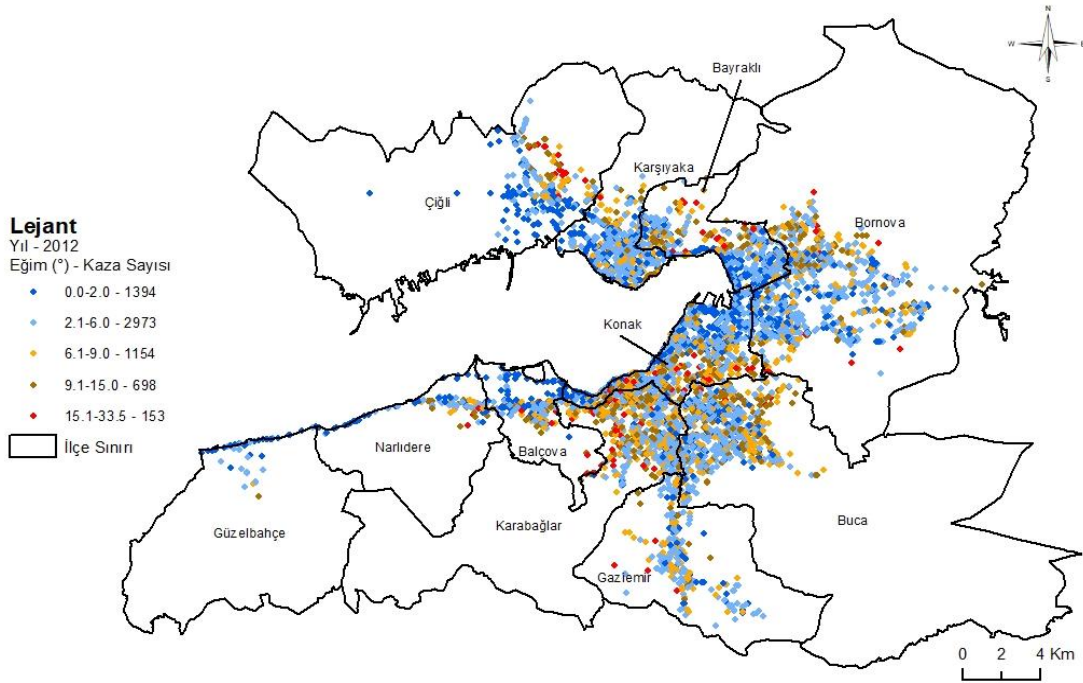 N
W E
S
Bayraklı
Karşıyaka
Çiğli
Bornova
Lejant
Yıl - 2012
Eğim (°) - Kaza Sayısı
0.0-2.0 - 1394
2.1-6.0 - 2973
6.1-9.0 - 1154
9.1-15.0 - 698
15.1-33.5 - 153
İlçe Sınırı
Konak
Narlıdere
Balçova
Güzelbahçe
Karabağlar
Buca
Gaziemir
0 2 4 Km